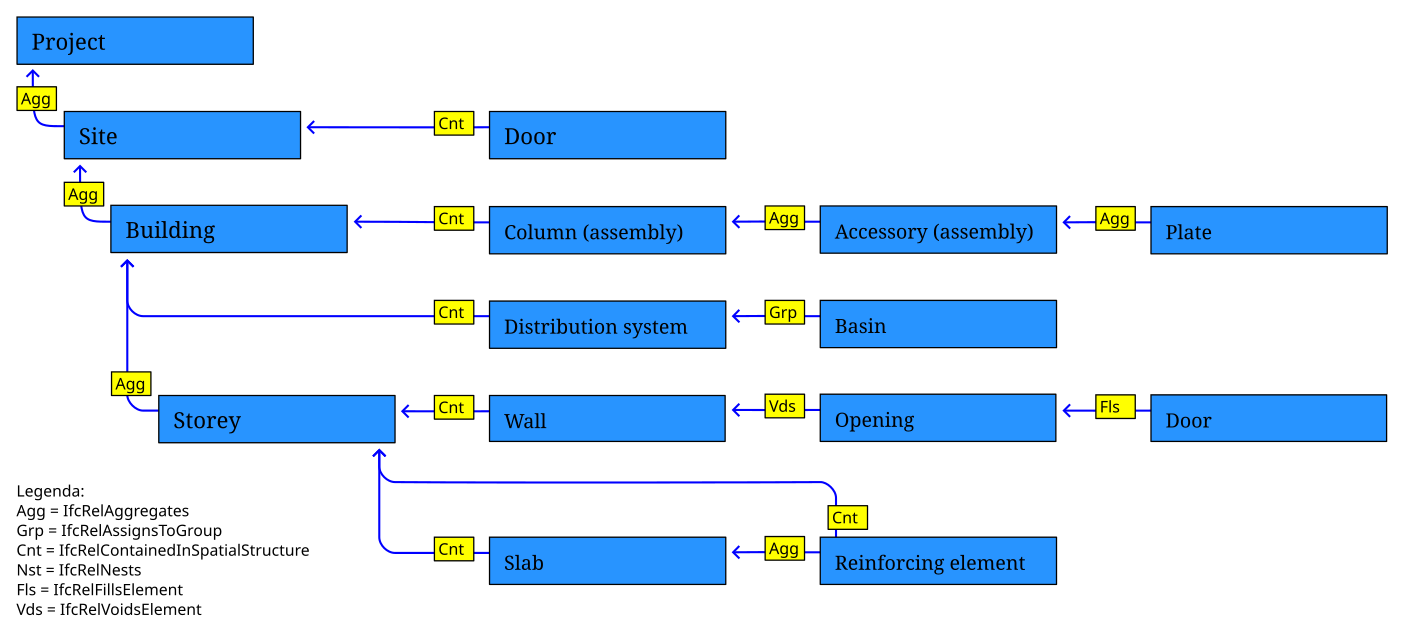 Project
Agg
Site
Cnt
Door
Agg
Building
Cnt
Column (assembly)
Agg
Accessory (assembly)
Agg
Plate
Cnt
Distribution system
Grp
Basin
Agg
Storey
Cnt
Wall
Vds
Opening
Fls
Door
Cnt
Cnt
Slab
Agg
Reinforcing element
Legenda:
Agg = IfcRelAggregates
Grp = IfcRelAssignsToGroup
Cnt = IfcRelContainedInSpatialStructure
Nst = IfcRelNests
Fls = IfcRelFillsElement
Vds = IfcRelVoidsElement